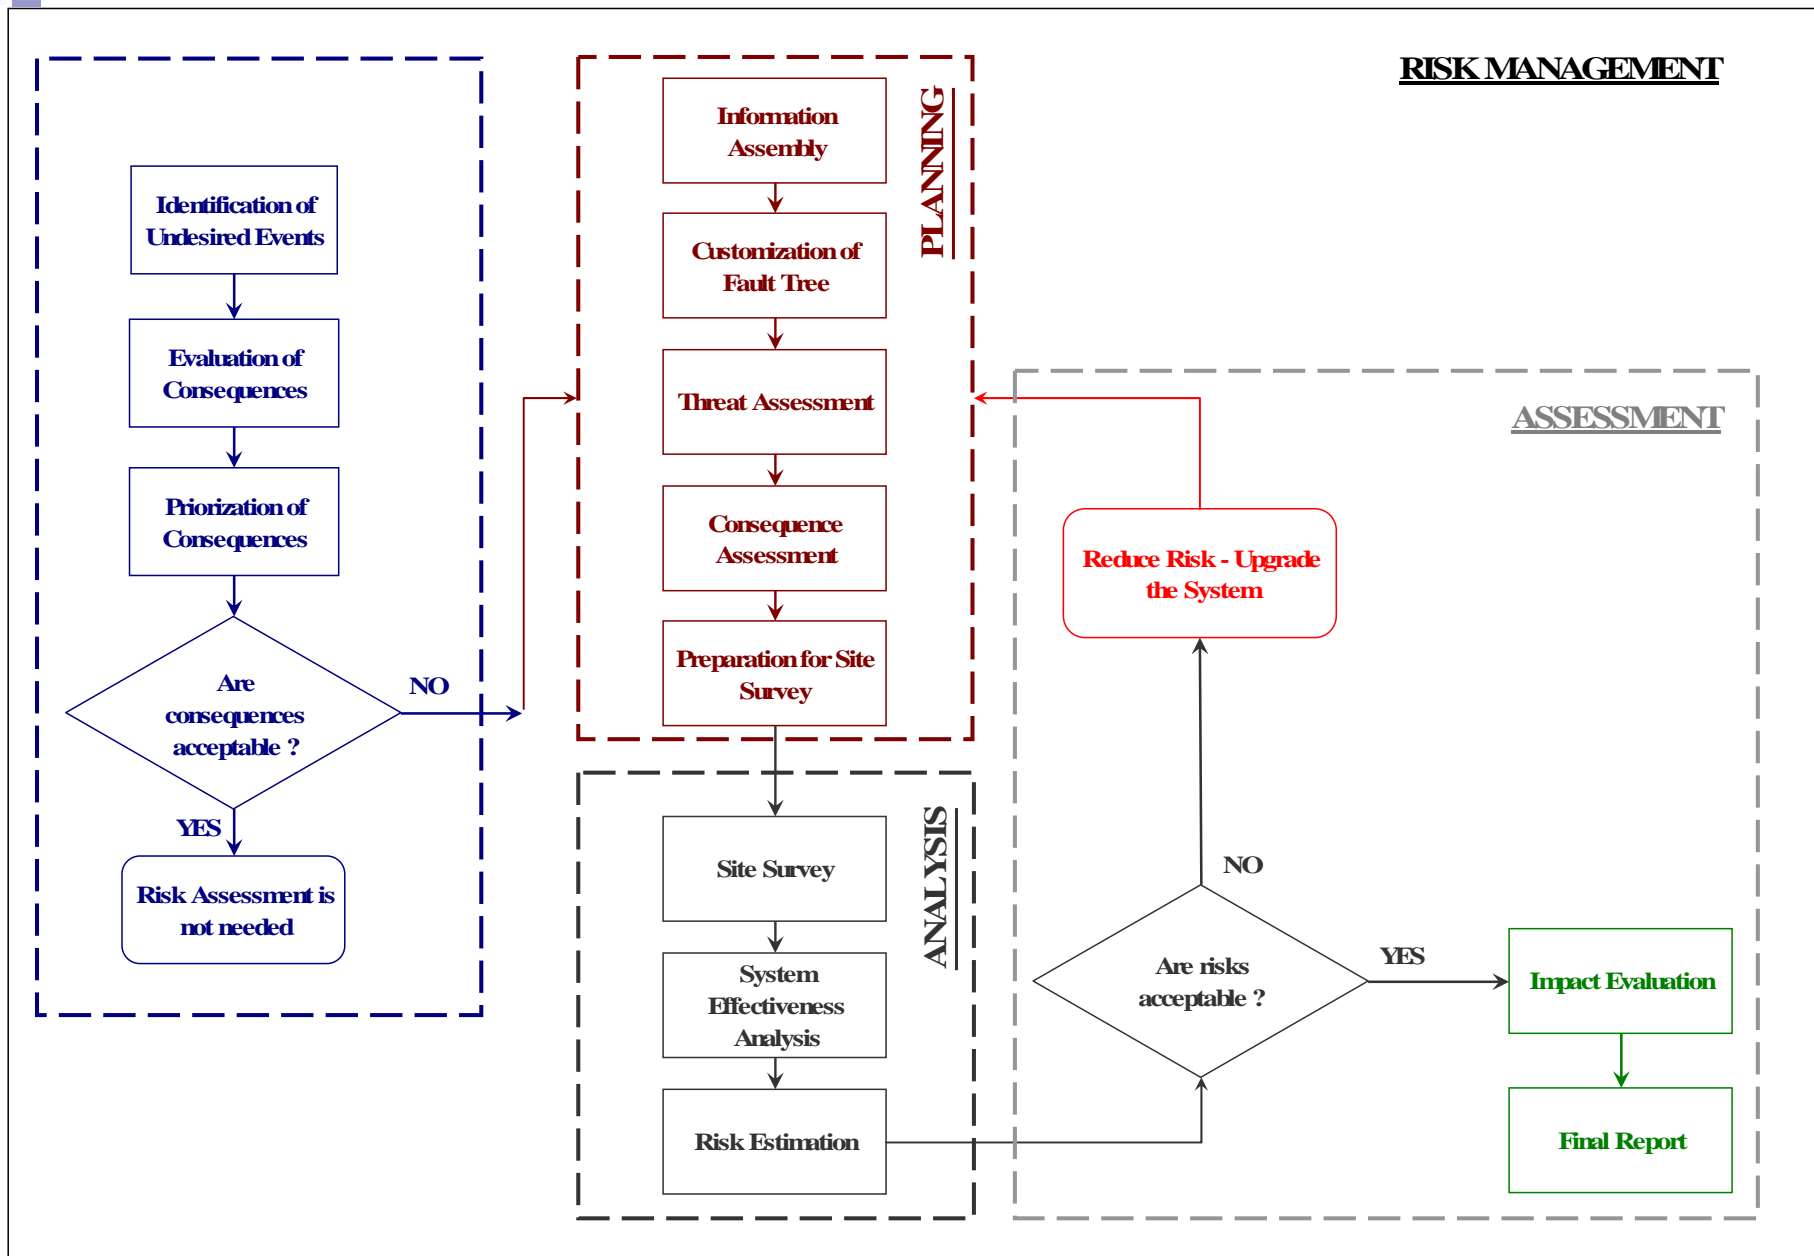 RISK MANAGEMENT
Identification of
Undesired Events
Evaluation of
Consequences
Priorization of
Consequences
Are
consequences
acceptable ?
NO
YES
Risk Assessment is
not needed
PLANNING
Information
Assembly
Customization of
Fault Tree
Threat Assessment
Consequence
Assessment
Preparation for Site
Survey
ANALYSIS
Site Survey
System
Effectiveness
Analysis
Risk Estimation
ASSESSMENT
Reduce Risk - Upgrade
the System
NO
Are risks
acceptable ?
YES
Impact Evaluation
Final Report